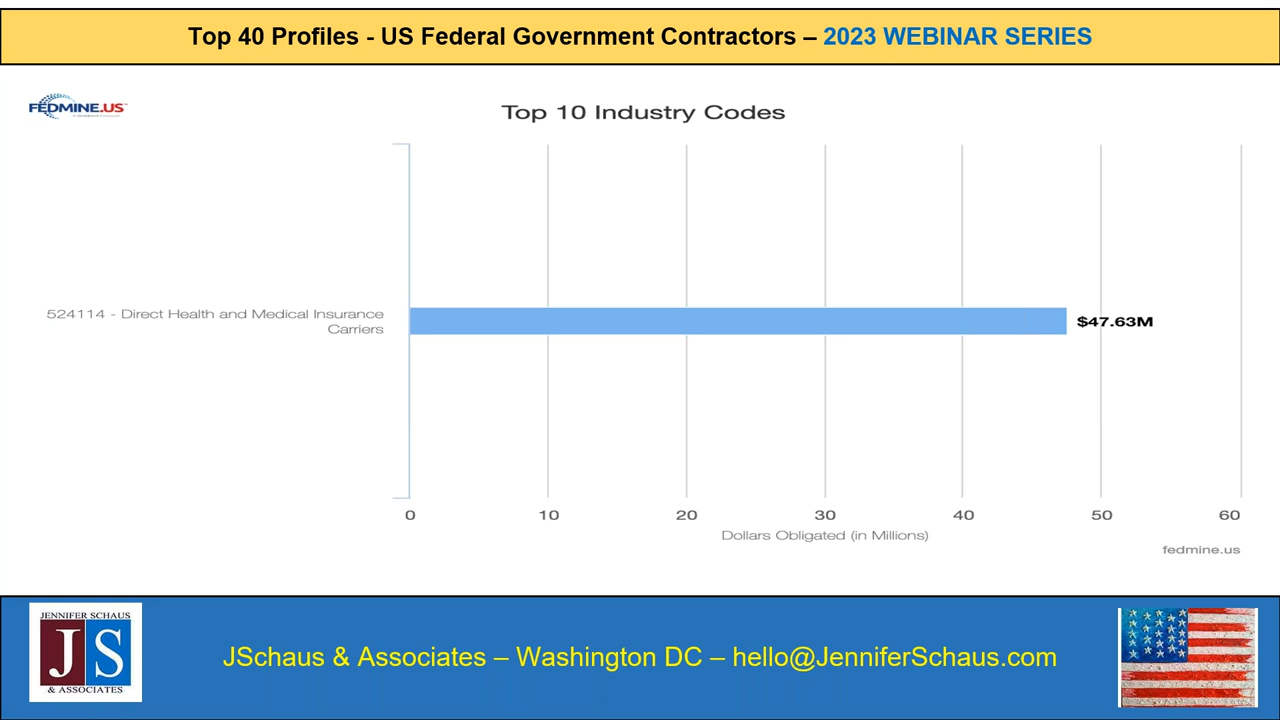 Top 40 Profiles - US Federal Government Contractors – 2023 WEBINAR SERIES
FEDMINE.US
Top 10 Industry Codes
524114 - Direct Health and Medical Insurance
Carriers
$47.63M
0 10 20 30 40 50 60
Dollars Obligated (in Millions)
fedmine.us
JENNIFER SCHAUS
JS
& ASSOCIATES
JSchaus & Associates – Washington DC – hello@JenniferSchaus.com